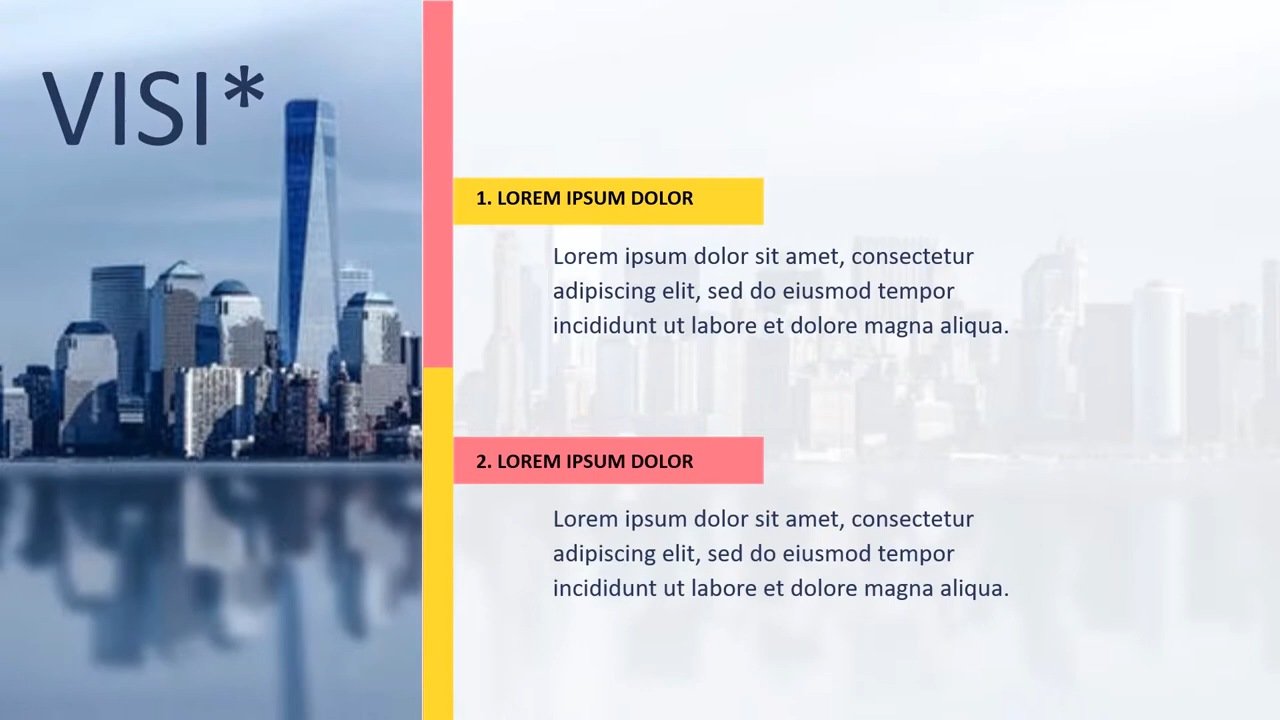 VISI*
1. LOREM IPSUM DOLOR
Lorem ipsum dolor sit amet, consectetur
adipiscing elit, sed do eiusmod tempor
incididunt ut labore et dolore magna aliqua.
2. LOREM IPSUM DOLOR
Lorem ipsum dolor sit amet, consectetur
adipiscing elit, sed do eiusmod tempor
incididunt ut labore et dolore magna aliqua.